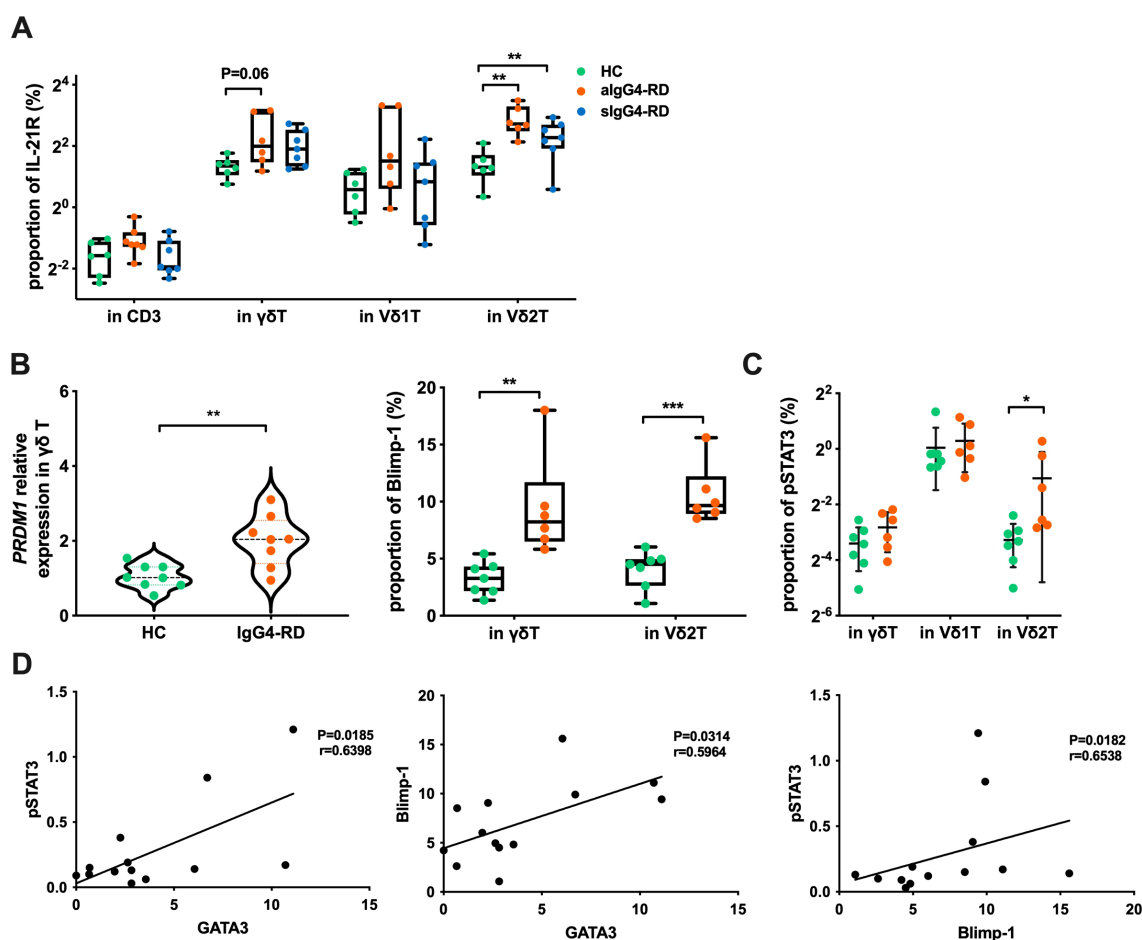 A
proportion of IL-21R (%)
2^4
2^2
2^0
2^-2
P=0.06
**
**
HC
aIgG4-RD
sIgG4-RD
in CD3
in γδT
in Vδ1T
in Vδ2T
B
PRDM1 relative
expression in γδ T
6
4
2
0
**
HC
IgG4-RD
proportion of Blimp-1 (%)
20
15
10
5
0
**
***
in γδT
in Vδ2T
C
proportion of pSTAT3 (%)
2^2
2^0
2^-2
2^-4
2^-6
*
in γδT
in Vδ1T
in Vδ2T
D
pSTAT3
1.5
1.0
0.5
0.0
P=0.0185
r=0.6398
0
5
10
15
GATA3
Blimp-1
20
15
10
5
0
P=0.0314
r=0.5964
0
5
10
15
GATA3
pSTAT3
1.5
1.0
0.5
0.0
P=0.0182
r=0.6538
0
5
10
15
20
Blimp-1